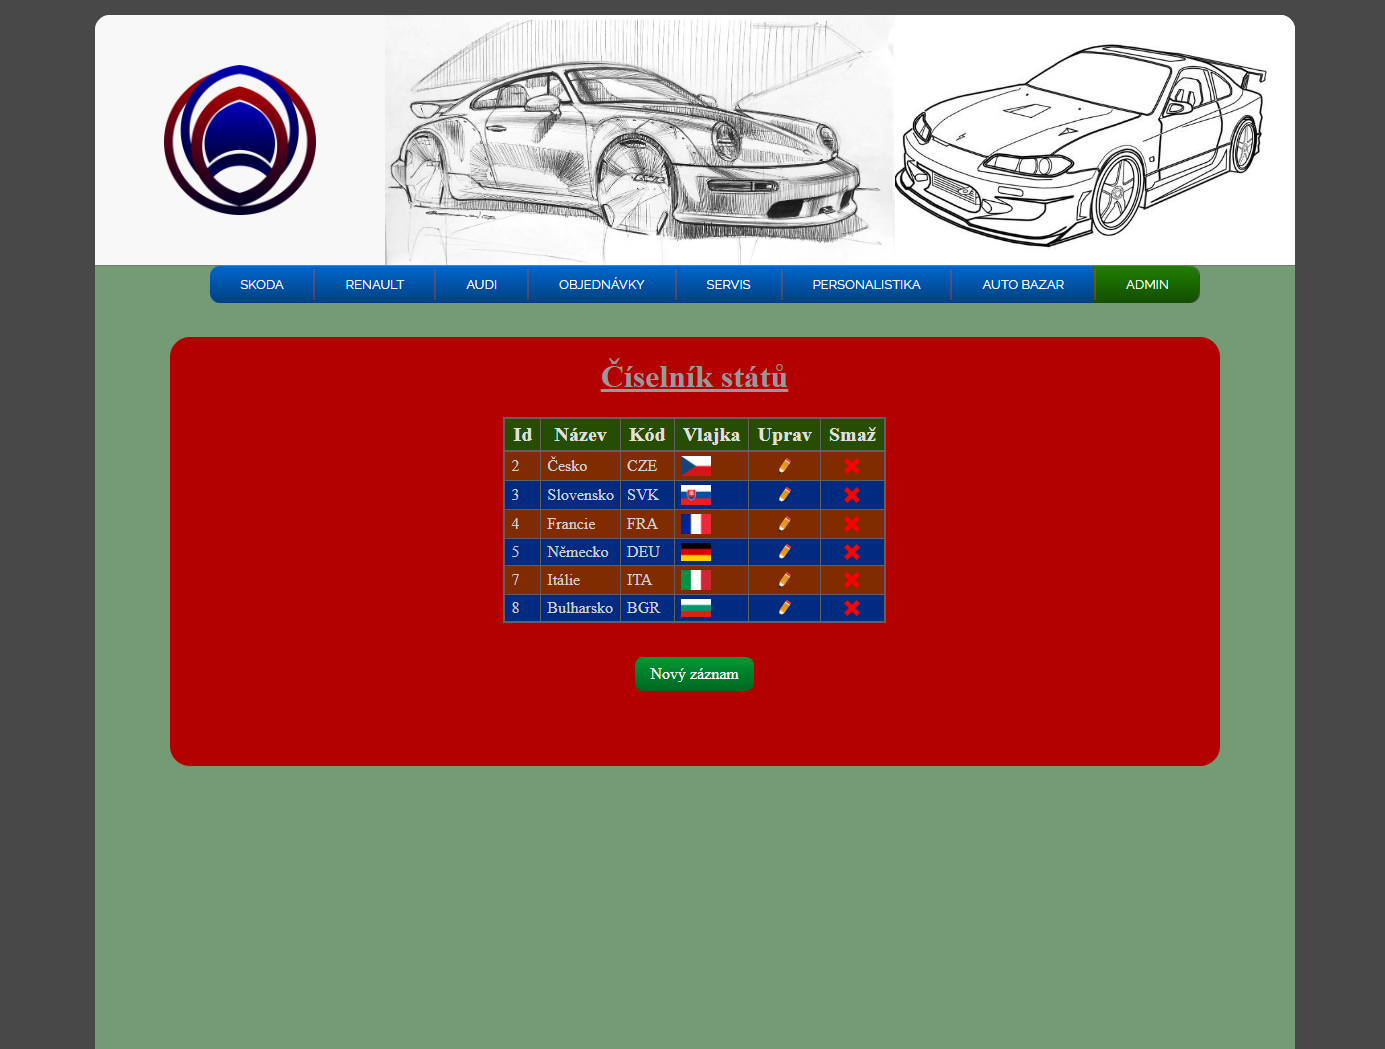 SKODA RENAULT AUDI OBJEDNÁVKY SERVIS PERSONALISTIKA AUTO BAZAR ADMIN
Číselník států
Id Název Kód Vlajka Uprav Smaž
2 Česko CZE
3 Slovensko SVK
4 Francie FRA
5 Německo DEU
7 Itálie ITA
8 Bulharsko BGR
Nový záznam